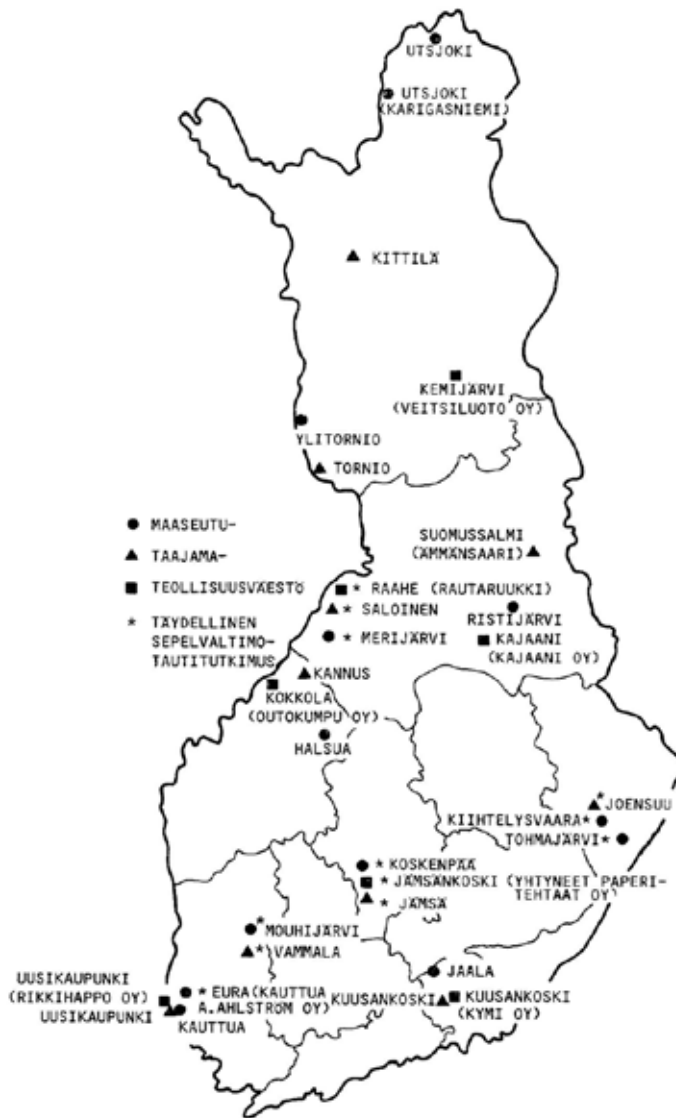 UTSJOKI
UTSJOKI
(KARIGASNIEMI)
KITTILÄ
KEMIJÄRVI
(VEITSILUOTO OY)
YLITORNIO
TORNIO
MAASEUTU-
TAAJAMA-
TEOLLISUUSVÄESTÖ
* TÄYDELLINEN
SEPELVALTIMO-
TAUTITUTKIMUS
SUOMUSSALMI
(ÄMMÄNSAARI)
* RAAHE (RAUTARUUKKI)
* SALOINEN
RISTIJÄRVI
* MERIJÄRVI
KAJAANI
(KAJAANI OY)
KANNUS
KOKKOLA
(OUTOKUMPU OY)
HALSUA
* JOENSUU
KIIHTELYSVAARA*
TOHMAJÄRVI*
* KOSKENPÄÄ
* JÄMSÄNKOSKI (YHTYNEET PAPERI-
TEHTAAT OY)
* JÄMSÄ
* MOUHIJÄRVI
* VAMMALA
JAALA
UUSIKAUPUNKI
(RIKKIHAPPO OY)
UUSIKAUPUNKI
* EURA(KAUTTUA
A.AHLSTRÖM OY)
KAUTTUA
KUUSANKOSKI
KUUSANKOSKI
(KYMI OY)